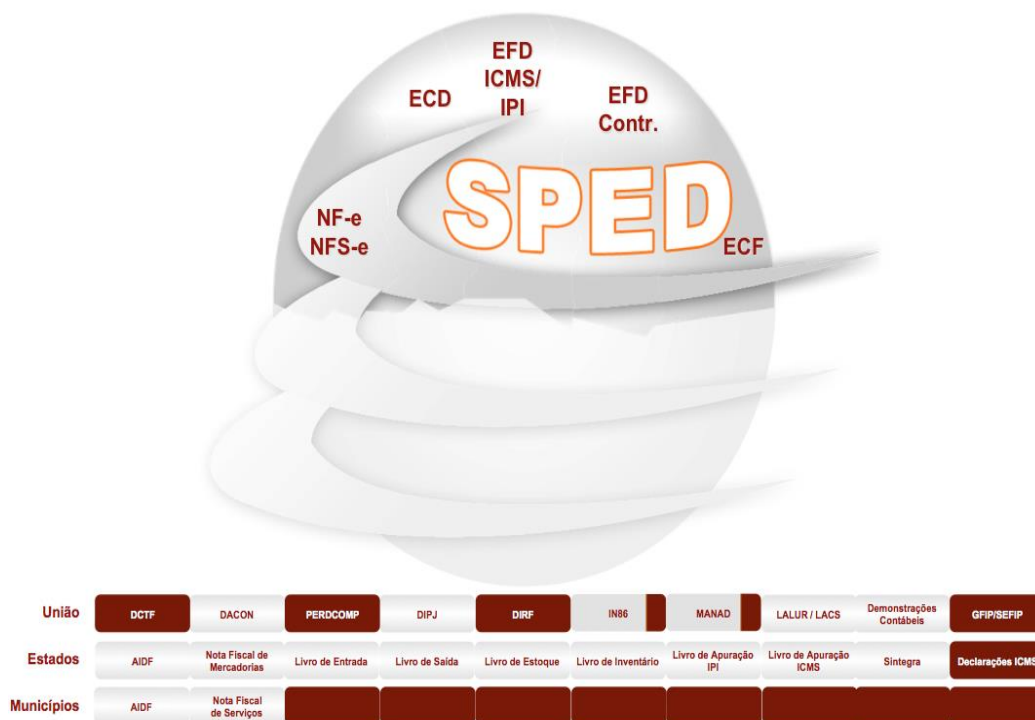 EFD
ICMS/
IPI
ECD
EFD
Contr.
SPED
NF-e
NFS-e
ECF
União
DCTF
DACON
PERDCOMP
DIPJ
DIRF
IN86
MANAD
LALUR / LACS
Demonstrações
Contábeis
GFIP/SEFIP
Estados
AIDF
Nota Fiscal de
Mercadorias
Livro de Entrada
Livro de Saída
Livro de Estoque
Livro de Inventário
Livro de Apuração
IPI
Livro de Apuração
ICMS
Sintegra
Declarações ICMS
Municípios
AIDF
Nota Fiscal
de Serviços